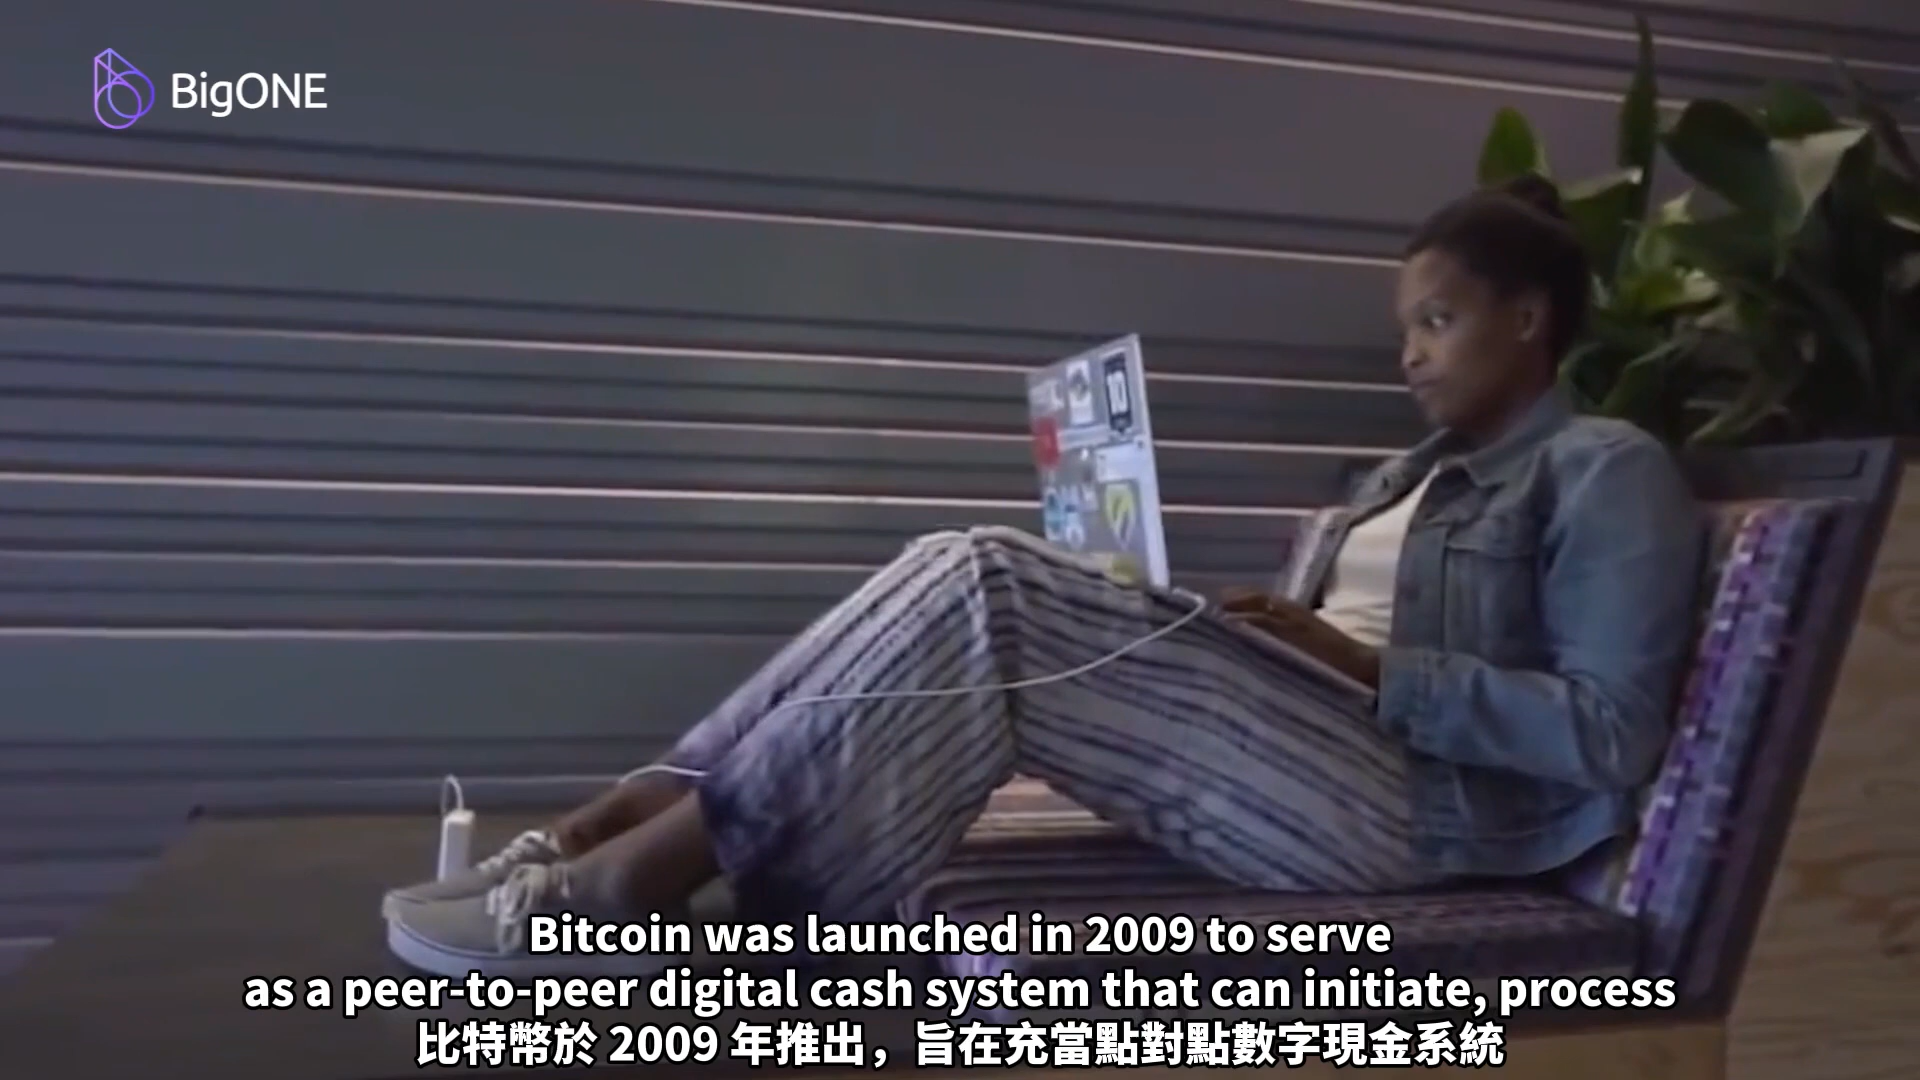 BigONE
Bitcoin was launched in 2009 to serve
as a peer-to-peer digital cash system that can initiate, process
比特幣於 2009 年推出，旨在充當點對點數字現金系統